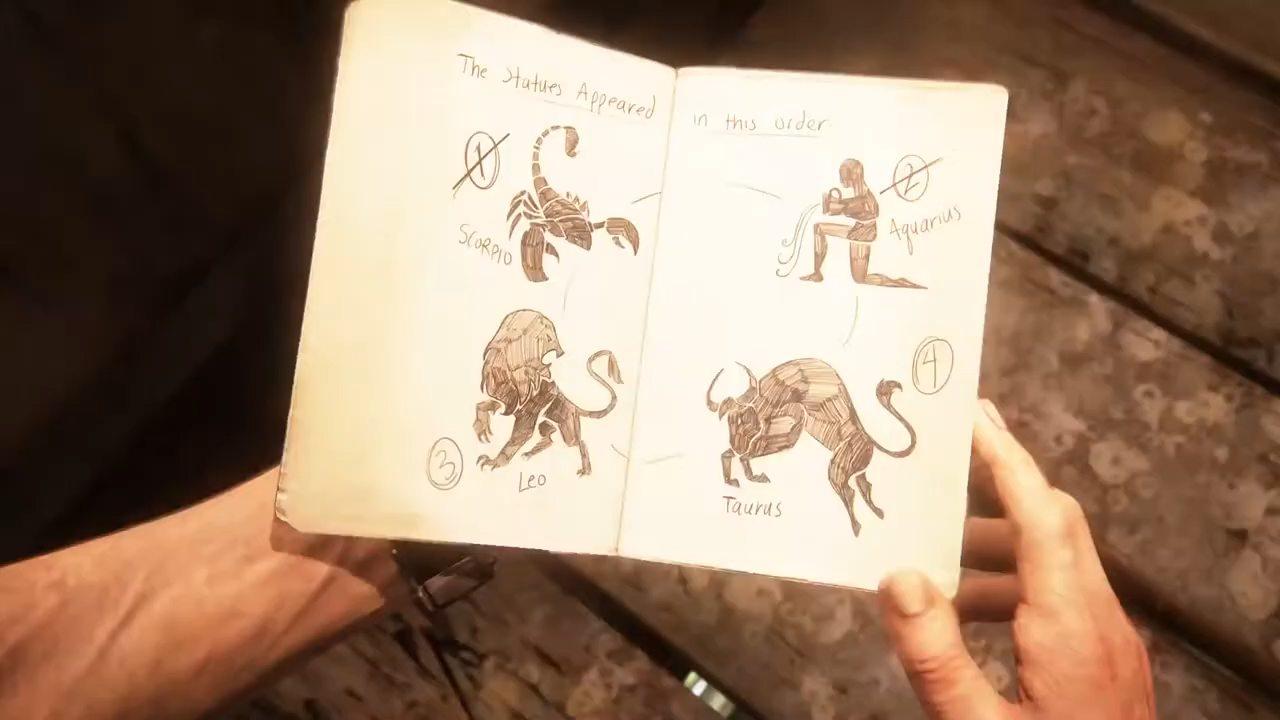 The Statues Appeared in this order.
1
2
Scorpio
Aquarius
4
3
Leo
Taurus